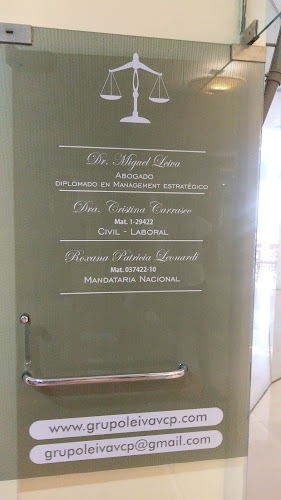 Dr. Miguel Leiva
ABOGADO
DIPLOMADO EN MANAGEMENT ESTRATÉGICO
Dra. Cristina Carrasco
Mat. 1-29422
CIVIL - LABORAL
Roxana Patricia Leonardi
Mat. 037422-10
MANDATARIA NACIONAL
www.grupoleivavcp.com
grupoleivavcp@gmail.com